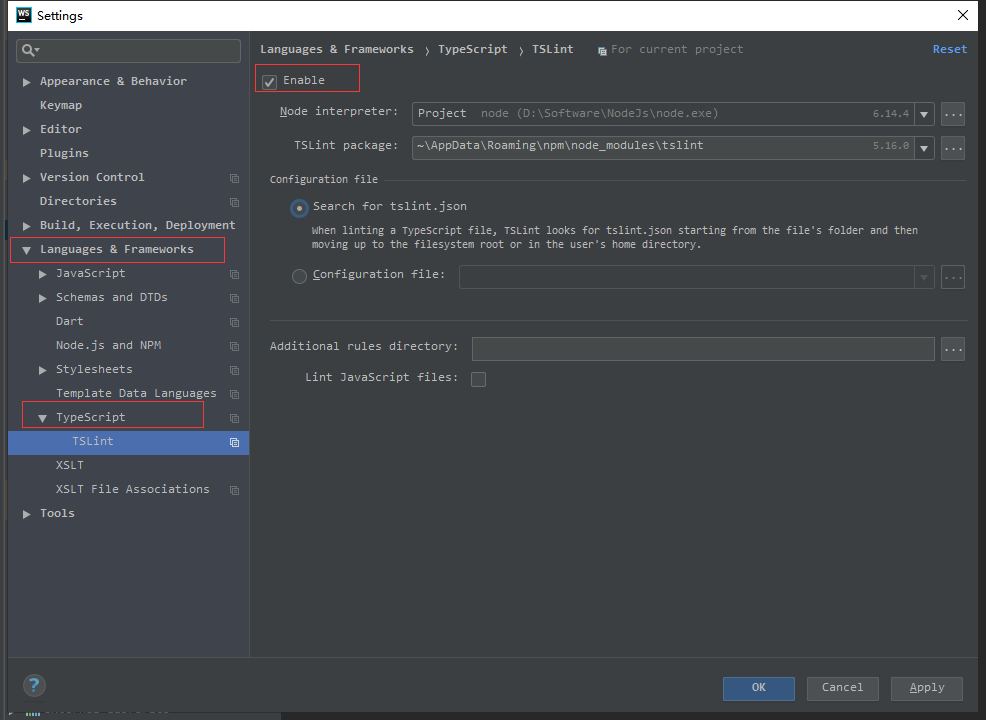 WS Settings
Languages & Frameworks › TypeScript › TSLint For current project Reset
Appearance & Behavior
Keymap
Editor
Plugins
Version Control
Directories
Build, Execution, Deployment
Languages & Frameworks
JavaScript
Schemas and DTDs
Dart
Node.js and NPM
Stylesheets
Template Data Languages
TypeScript
TSLint
XSLT
XSLT File Associations
Tools
Enable
Node interpreter: Project node (D:\Software\NodeJs\node.exe) 6.14.4 ...
TSLint package: ~\AppData\Roaming\npm\node_modules\tslint 5.16.0 ...
Configuration file
Search for tslint.json
When linting a TypeScript file, TSLint looks for tslint.json starting from the file's folder and then
moving up to the filesystem root or in the user's home directory.
Configuration file: ...
Additional rules directory: ...
Lint JavaScript files:
? OK Cancel Apply